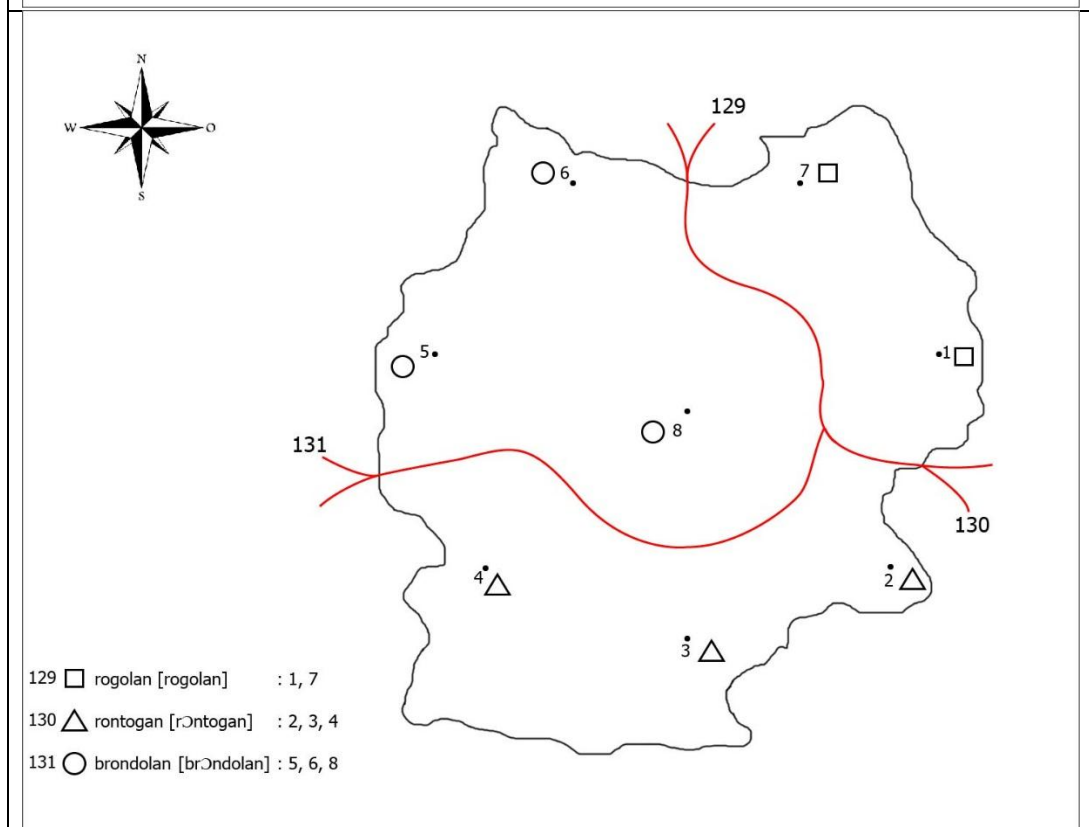 N
W O
S
129
6
7
5
1
8
131
130
4
2
3
129 rogolan [rogolan] : 1, 7
130 rontogan [rɔntogan] : 2, 3, 4
131 brondolan [brɔndolan] : 5, 6, 8